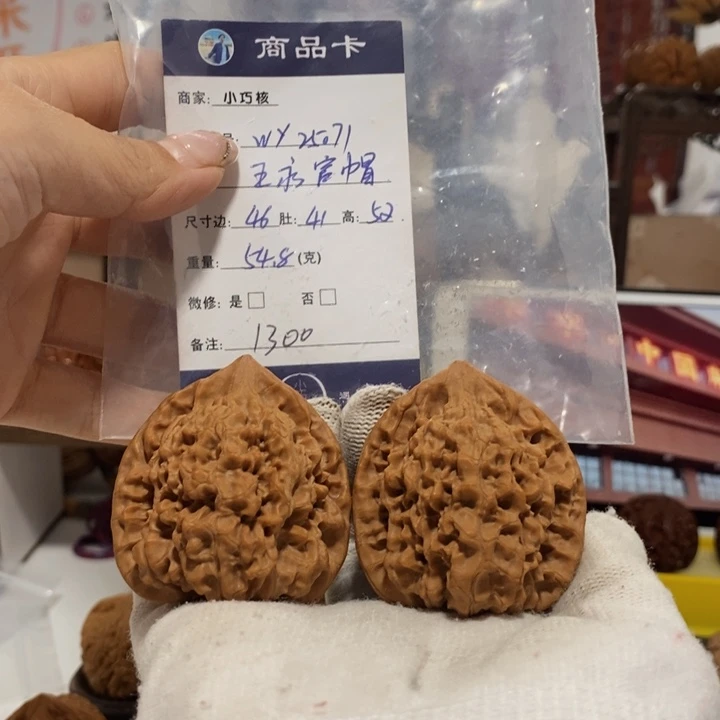 商品卡
商家: 小巧核
号: WY 25071
王永官帽
尺寸边: 46 肚: 41 高: 52
重量: 54.8 (克)
微修: 是□ 否□
备注: 1300
中国